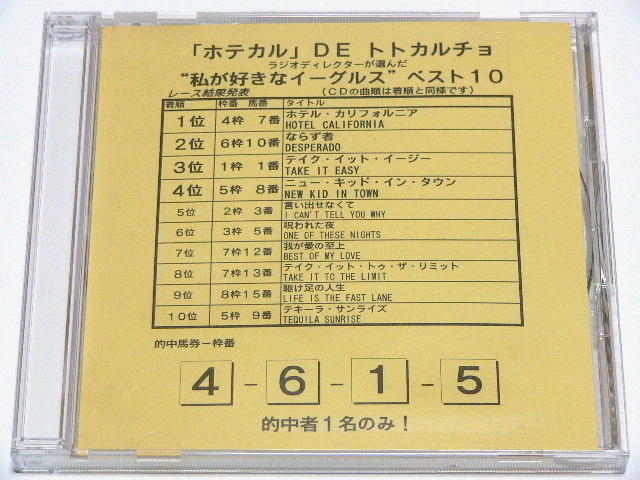 「ホテカル」DE トトカルチョ
ラジオディレクターが選んだ
“私が好きなイーグルス”ベスト10
レース結果発表 (CDの曲順は着順と同様です)
着順 枠番 馬番 タイトル
1位 4枠 7番 ホテル・カリフォルニア
HOTEL CALIFORNIA
2位 6枠 10番 ならず者
DESPERADO
3位 1枠 1番 テイク・イット・イージー
TAKE IT EASY
4位 5枠 8番 ニュー・キッド・イン・タウン
NEW KID IN TOWN
5位 2枠 3番 言い出せなくて
I CAN'T TELL YOU WHY
6位 3枠 5番 呪われた夜
ONE OF THESE NIGHTS
7位 7枠 12番 我が愛の至上
BEST OF MY LOVE
8位 7枠 13番 テイク・イット・トゥ・ザ・リミット
TAKE IT TO THE LIMIT
9位 8枠 15番 駆け足の人生
LIFE IS THE FAST LANE
10位 5枠 9番 テキーラ・サンライズ
TEQUILA SUNRISE
的中馬券−枠番
4 - 6 - 1 - 5
的中者1名のみ!